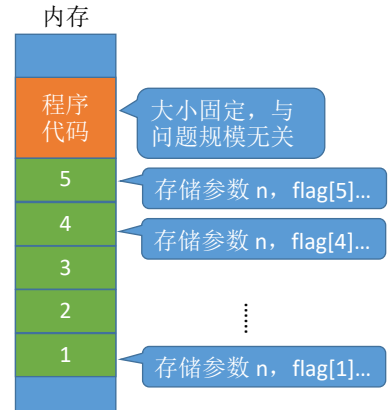 内存
程序
代码
大小固定，与
问题规模无关
5
存储参数 n，flag[5]...
4
存储参数 n，flag[4]...
3
2
......
1
存储参数 n，flag[1]...